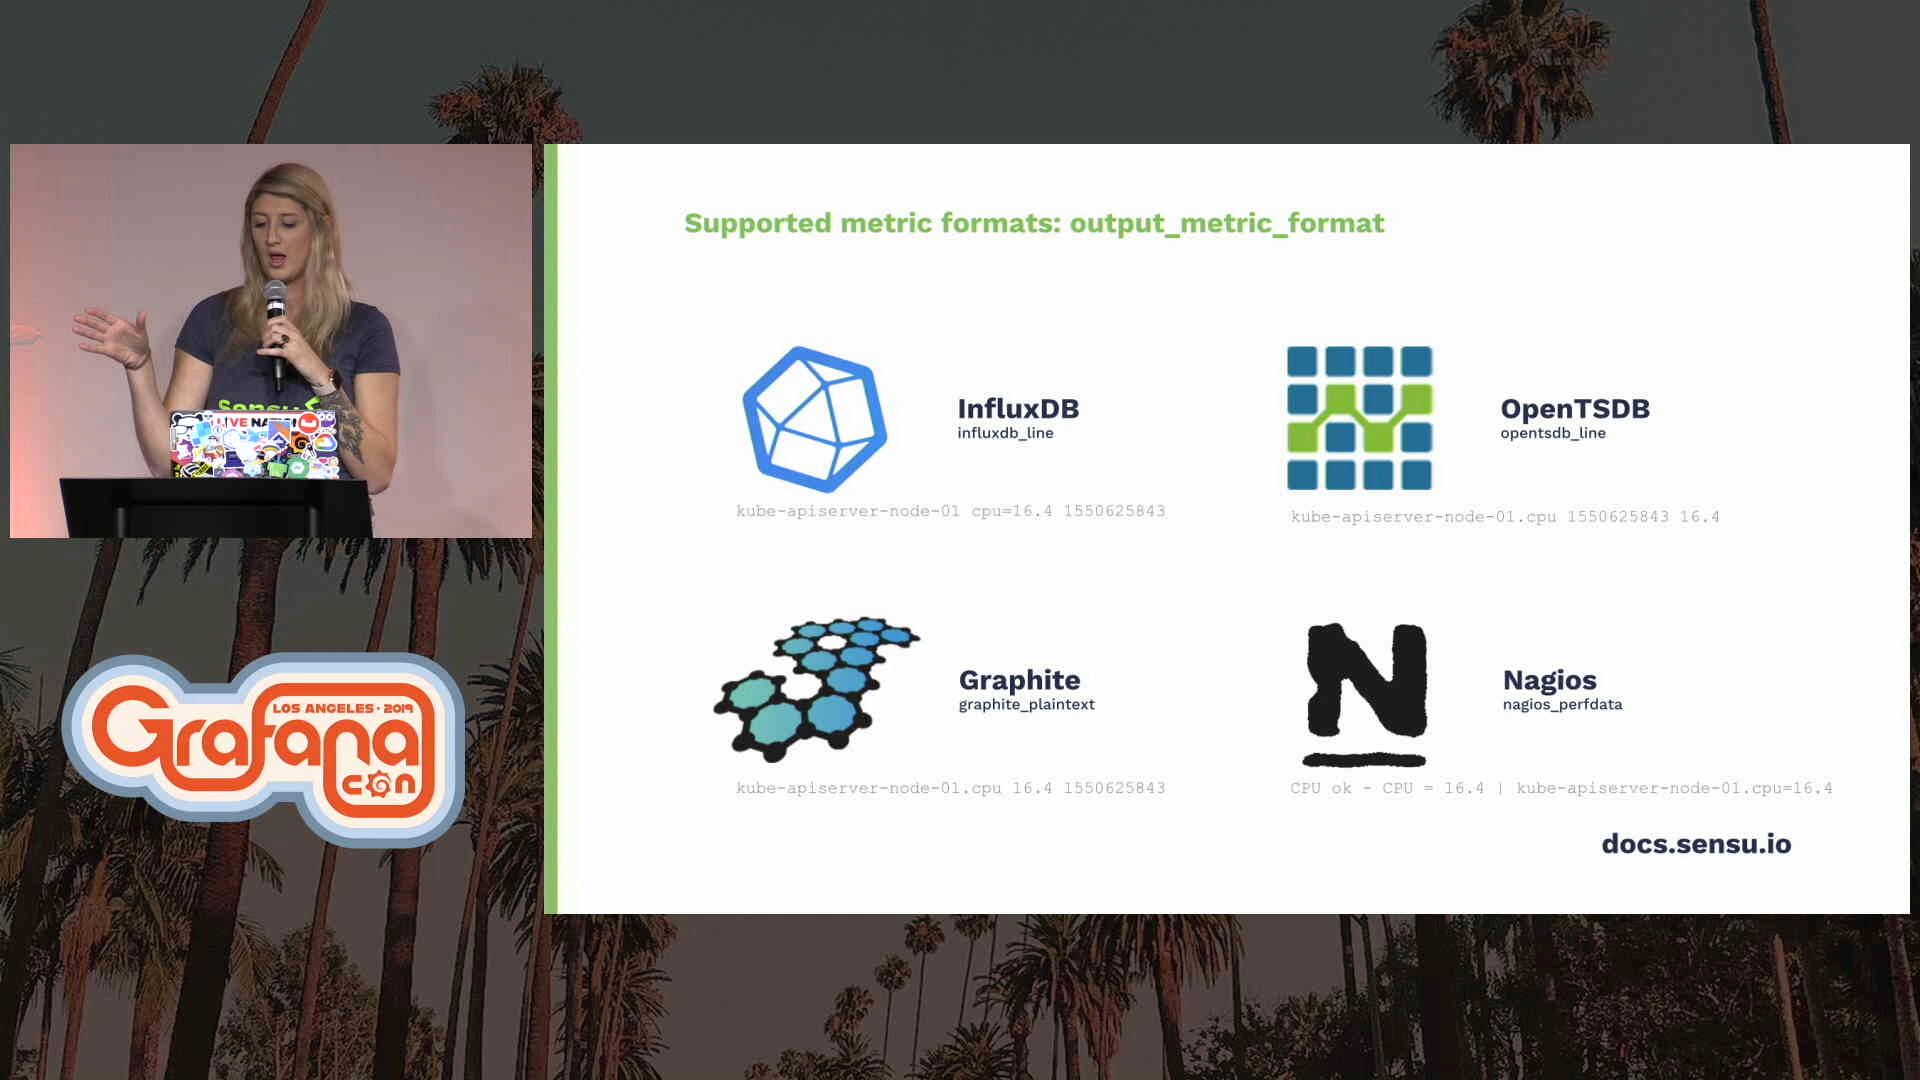 Supported metric formats: output_metric_format
InfluxDB
influxdb_line
kube-apiserver-node-01 cpu=16.4 1550625843
OpenTSDB
opentsdb_line
kube-apiserver-node-01.cpu 1550625843 16.4
Graphite
graphite_plaintext
kube-apiserver-node-01.cpu 16.4 1550625843
Nagios
nagios_perfdata
CPU ok - CPU = 16.4 | kube-apiserver-node-01.cpu=16.4
docs.sensu.io
Sensu
LIVE
LOS ANGELES · 2019
Grafana
con